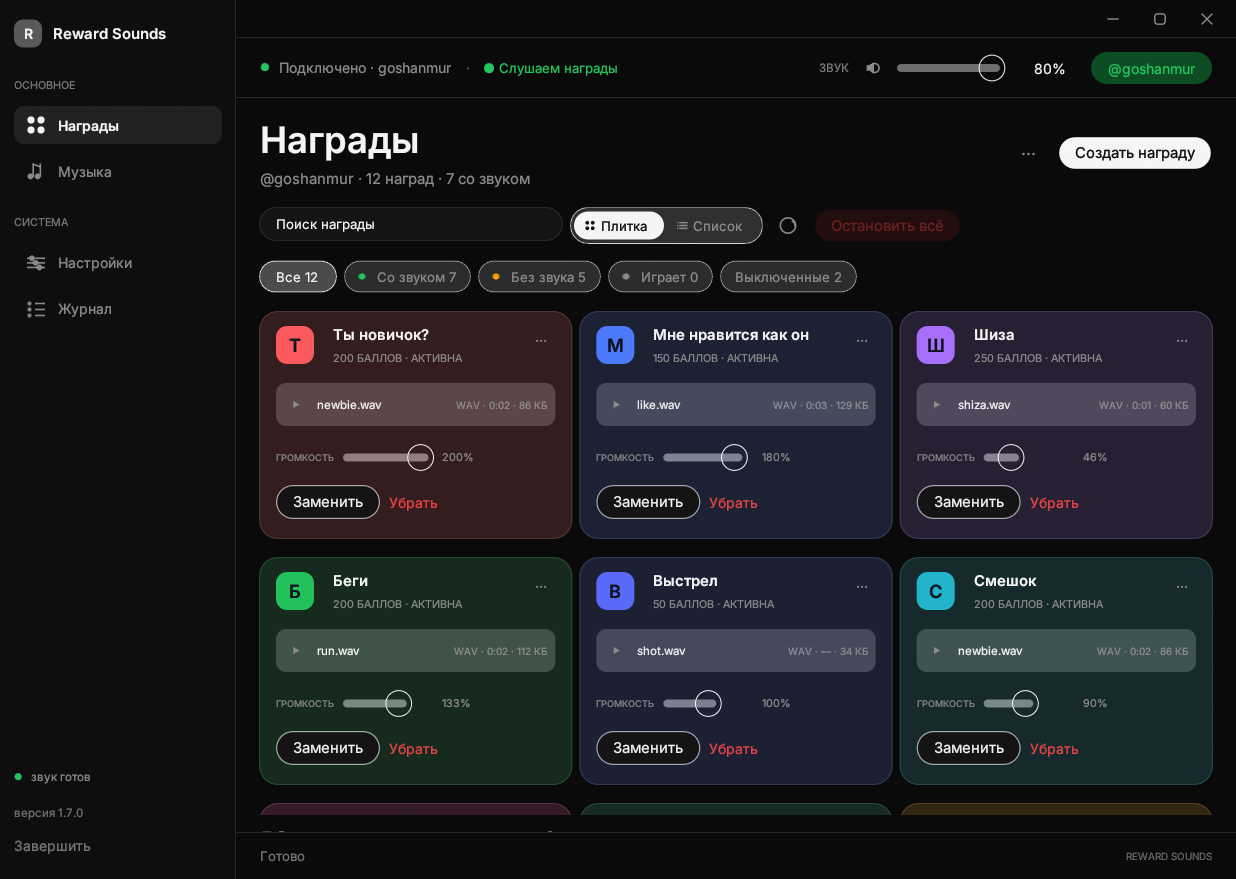 R Reward Sounds
ОСНОВНОЕ
Награды
Музыка
СИСТЕМА
Настройки
Журнал
звук готов
версия 1.7.0
Завершить
Подключено · goshanmur · Слушаем награды
ЗВУК 80% @goshanmur
Награды
@goshanmur · 12 наград · 7 со звуком
... Создать награду
Поиск награды Плитка Список Остановить всё
Все 12 Со звуком 7 Без звука 5 Играет 0 Выключенные 2
Т Ты новичок? ...
200 БАЛЛОВ · АКТИВНА
newbie.wav WAV · 0:02 · 86 КБ
ГРОМКОСТЬ 200%
Заменить Убрать
М Мне нравится как он ...
150 БАЛЛОВ · АКТИВНА
like.wav WAV · 0:03 · 129 КБ
ГРОМКОСТЬ 180%
Заменить Убрать
Ш Шиза ...
250 БАЛЛОВ · АКТИВНА
shiza.wav WAV · 0:01 · 60 КБ
ГРОМКОСТЬ 46%
Заменить Убрать
Б Беги ...
200 БАЛЛОВ · АКТИВНА
run.wav WAV · 0:02 · 112 КБ
ГРОМКОСТЬ 133%
Заменить Убрать
В Выстрел ...
50 БАЛЛОВ · АКТИВНА
shot.wav WAV · — · 34 КБ
ГРОМКОСТЬ 100%
Заменить Убрать
С Смешок ...
200 БАЛЛОВ · АКТИВНА
newbie.wav WAV · 0:02 · 86 КБ
ГРОМКОСТЬ 90%
Заменить Убрать
Готово
REWARD SOUNDS